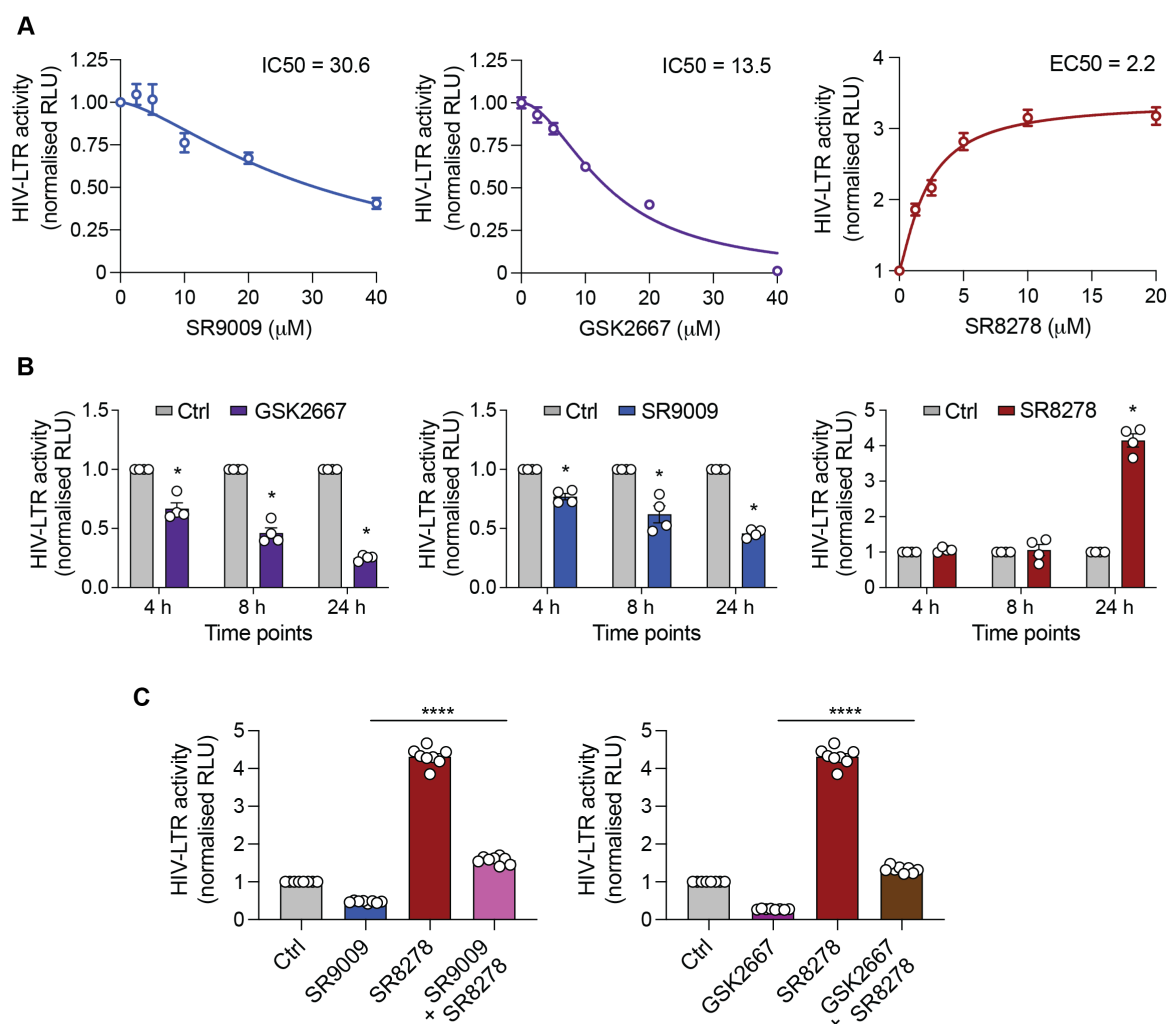 A
HIV-LTR activity
(normalised RLU)
1.25
1.00
0.75
0.50
0.25
0
IC50 = 30.6
0 10 20 30 40
SR9009 (μM)
HIV-LTR activity
(normalised RLU)
1.25
1.00
0.75
0.50
0.25
0
IC50 = 13.5
0 10 20 30 40
GSK2667 (μM)
HIV-LTR activity
(normalised RLU)
4
3
2
1
EC50 = 2.2
0 5 10 15 20
SR8278 (μM)
B
HIV-LTR activity
(normalised RLU)
1.5
1.0
0.5
0.0
Ctrl GSK2667
* * *
4 h 8 h 24 h
Time points
HIV-LTR activity
(normalised RLU)
1.5
1.0
0.5
0.0
Ctrl SR9009
* * *
4 h 8 h 24 h
Time points
HIV-LTR activity
(normalised RLU)
5
4
3
2
1
0
Ctrl SR8278
*
4 h 8 h 24 h
Time points
C
HIV-LTR activity
(normalised RLU)
5
4
3
2
1
0
****
Ctrl
SR9009
SR8278
SR9009
+ SR8278
HIV-LTR activity
(normalised RLU)
5
4
3
2
1
0
****
Ctrl
GSK2667
SR8278
GSK2667
+ SR8278